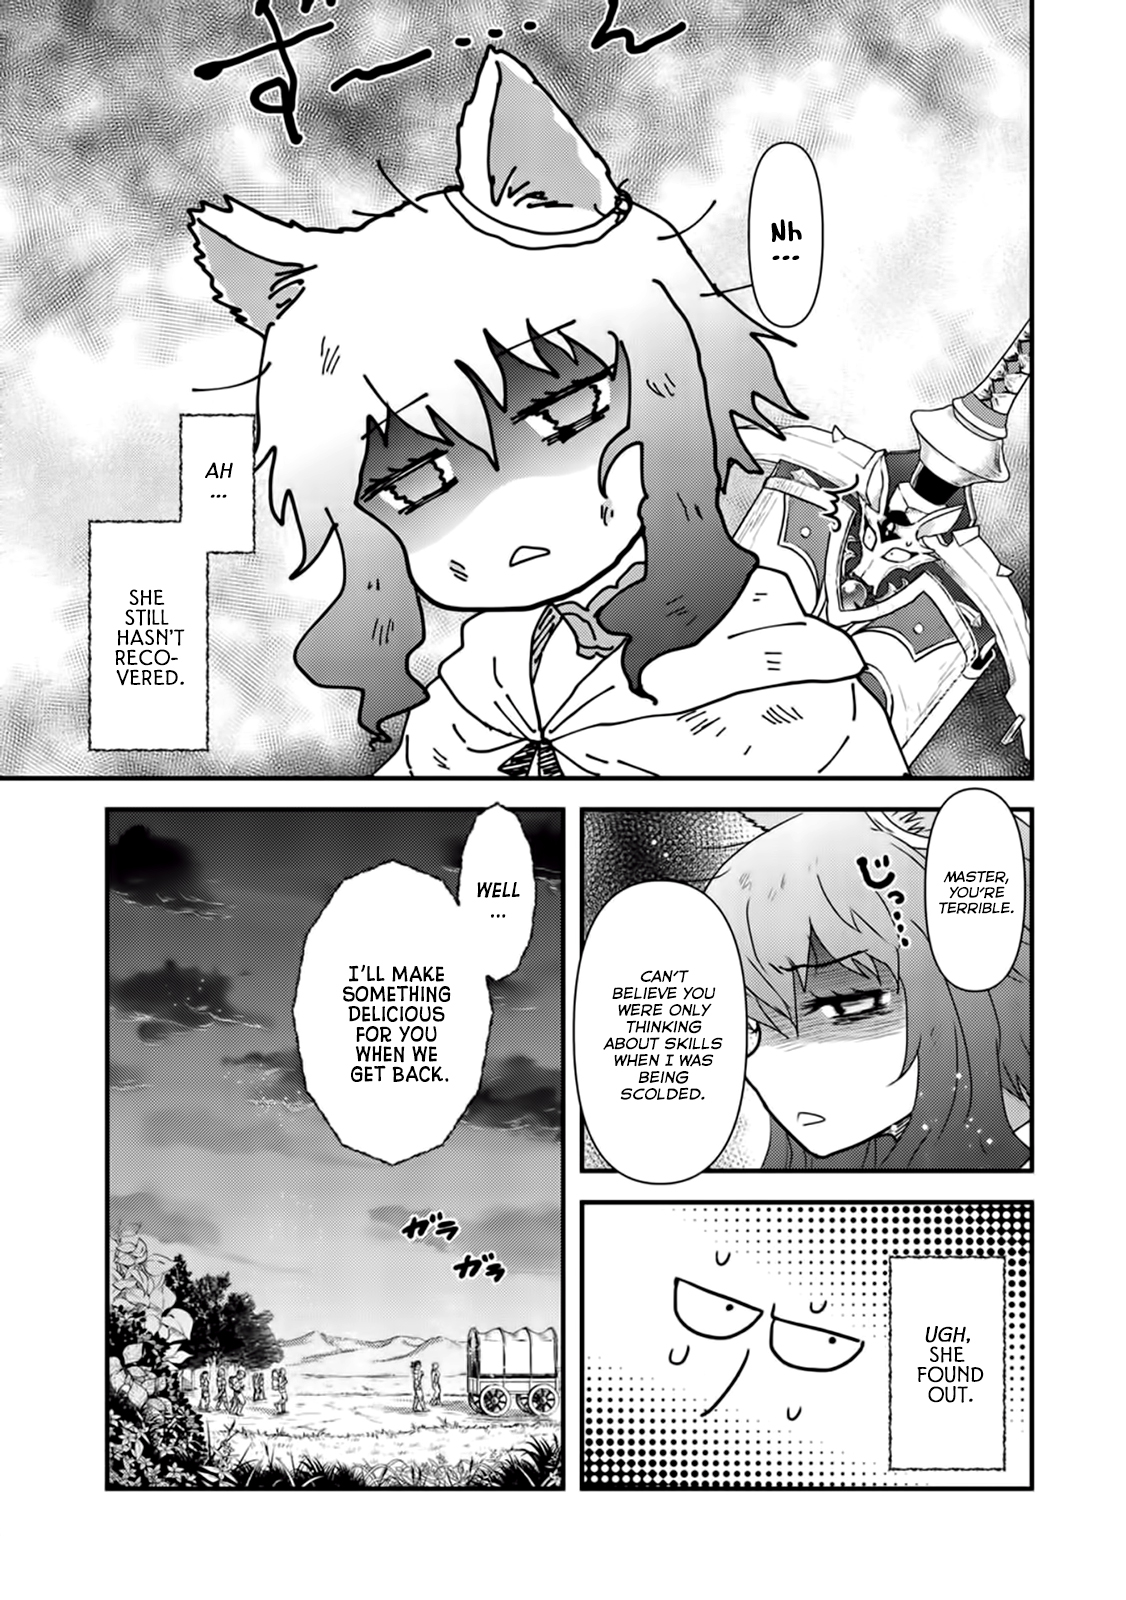 ず〜…ん
Nh
...
AH
...
SHE
STILL
HASN'T
RECO-
VERED.
じっ…
MASTER,
YOU'RE
TERRIBLE.
CAN'T
BELIEVE YOU
WERE ONLY
THINKING
ABOUT SKILLS
WHEN I WAS
BEING
SCOLDED.
UGH,
SHE
FOUND
OUT.
WELL
...
I'LL MAKE
SOMETHING
DELICIOUS
FOR YOU
WHEN WE
GET BACK.
ガラ
ガラ